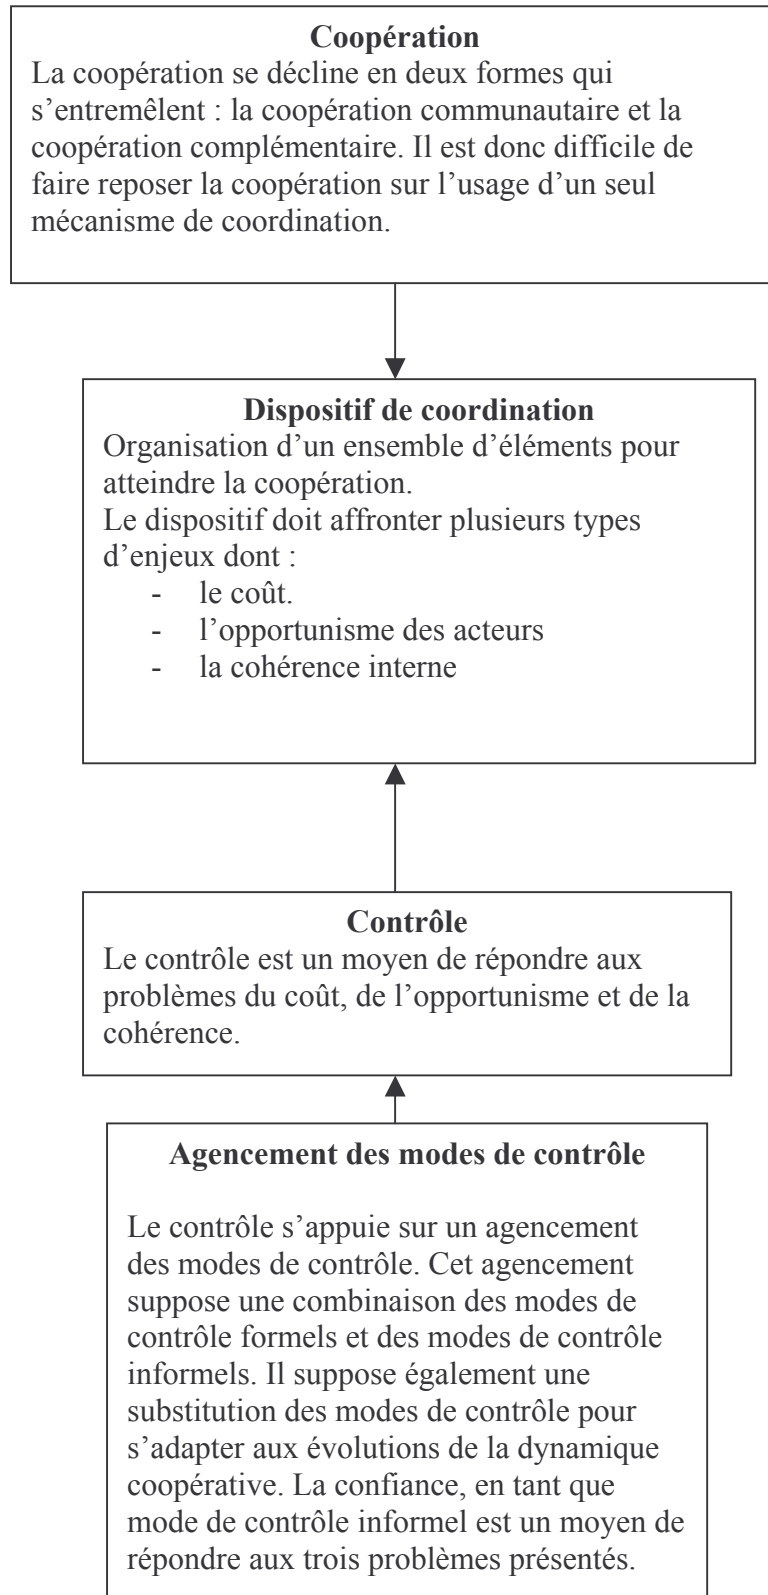 Coopération
La coopération se décline en deux formes qui
s’entremêlent : la coopération communautaire et la
coopération complémentaire. Il est donc difficile de
faire reposer la coopération sur l’usage d’un seul
mécanisme de coordination.
Dispositif de coordination
Organisation d’un ensemble d’éléments pour
atteindre la coopération.
Le dispositif doit affronter plusieurs types
d’enjeux dont :
- le coût.
- l’opportunisme des acteurs
- la cohérence interne
Contrôle
Le contrôle est un moyen de répondre aux
problèmes du coût, de l’opportunisme et de la
cohérence.
Agencement des modes de contrôle
Le contrôle s’appuie sur un agencement
des modes de contrôle. Cet agencement
suppose une combinaison des modes de
contrôle formels et des modes de contrôle
informels. Il suppose également une
substitution des modes de contrôle pour
s’adapter aux évolutions de la dynamique
coopérative. La confiance, en tant que
mode de contrôle informel est un moyen de
répondre aux trois problèmes présentés.